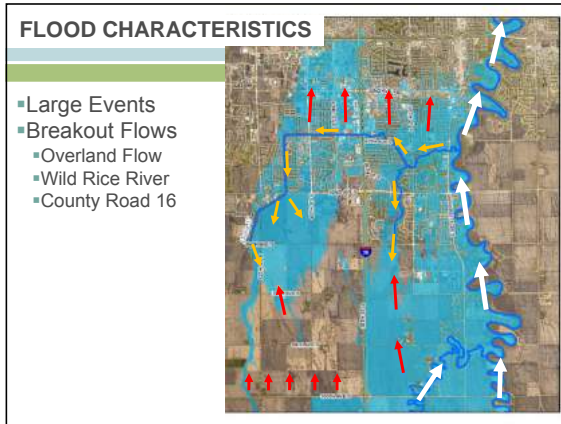 FLOOD CHARACTERISTICS
▪Large Events
▪Breakout Flows
▪Overland Flow
▪Wild Rice River
▪County Road 16